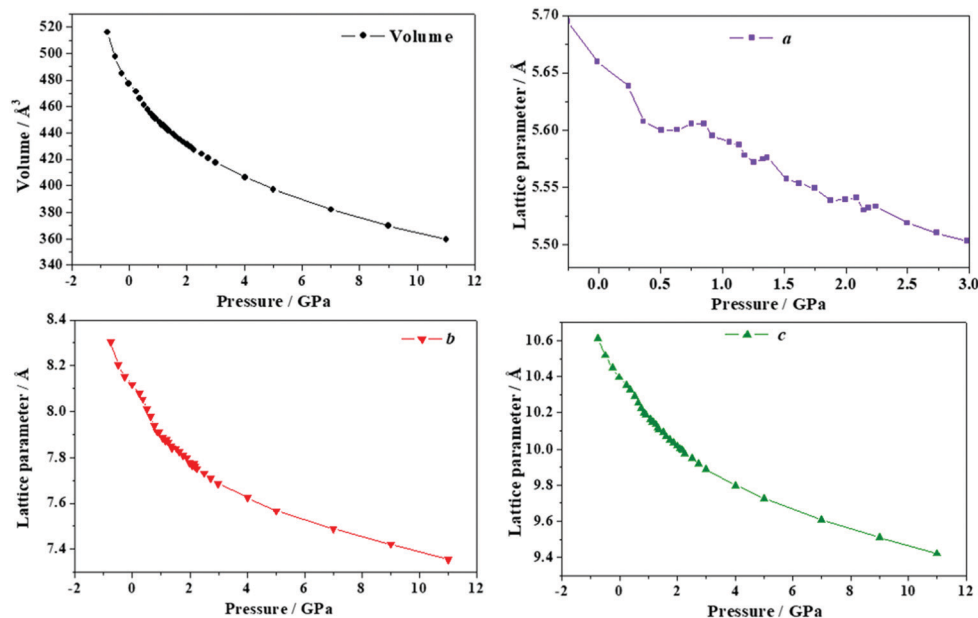 Volume
Volume / Å³
520
500
480
460
440
420
400
380
360
340
-2 0 2 4 6 8 10 12
Pressure / GPa
a
Lattice parameter / Å
5.70
5.65
5.60
5.55
5.50
0.0 0.5 1.0 1.5 2.0 2.5 3.0
Pressure / GPa
b
Lattice parameter / Å
8.4
8.2
8.0
7.8
7.6
7.4
-2 0 2 4 6 8 10 12
Pressure / GPa
c
Lattice parameter / Å
10.6
10.4
10.2
10.0
9.8
9.6
9.4
-2 0 2 4 6 8 10 12
Pressure / GPa